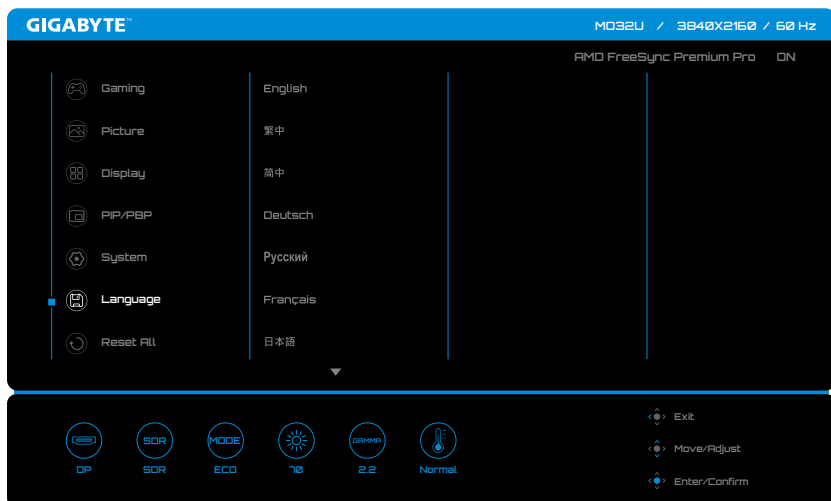 GIGABYTE™
MO32U / 3840X2160 / 60 Hz
AMD FreeSync Premium Pro ON
Gaming English
Picture 繁中
Display 简中
PIP/PBP Deutsch
System Русский
Language Français
Reset All 日本語
Exit
SDR MODE GAMMA
Move/Adjust
DP SDR ECO 70 2.2 Normal
Enter/Confirm